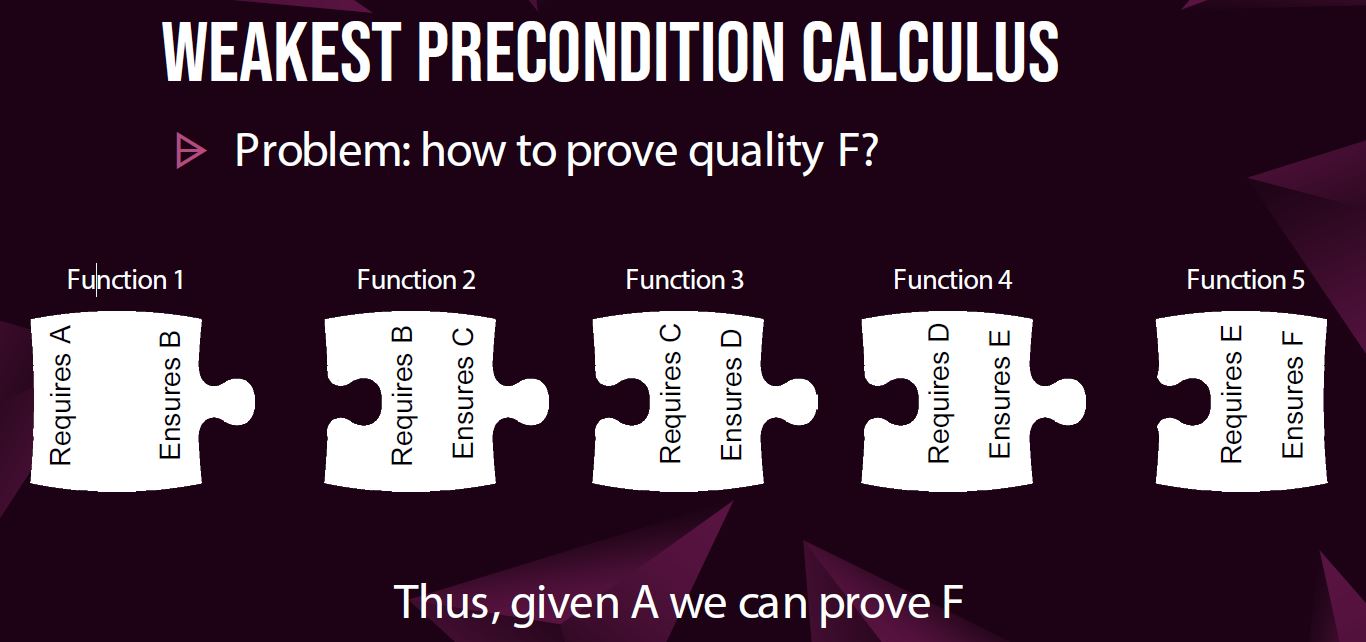 WEAKEST PRECONDITION CALCULUS
Problem: how to prove quality F?
Function 1
Function 2
Function 3
Function 4
Function 5
Requires A
Ensures B
Requires B
Ensures C
Requires C
Ensures D
Requires D
Ensures E
Requires E
Ensures F
Thus, given A we can prove F